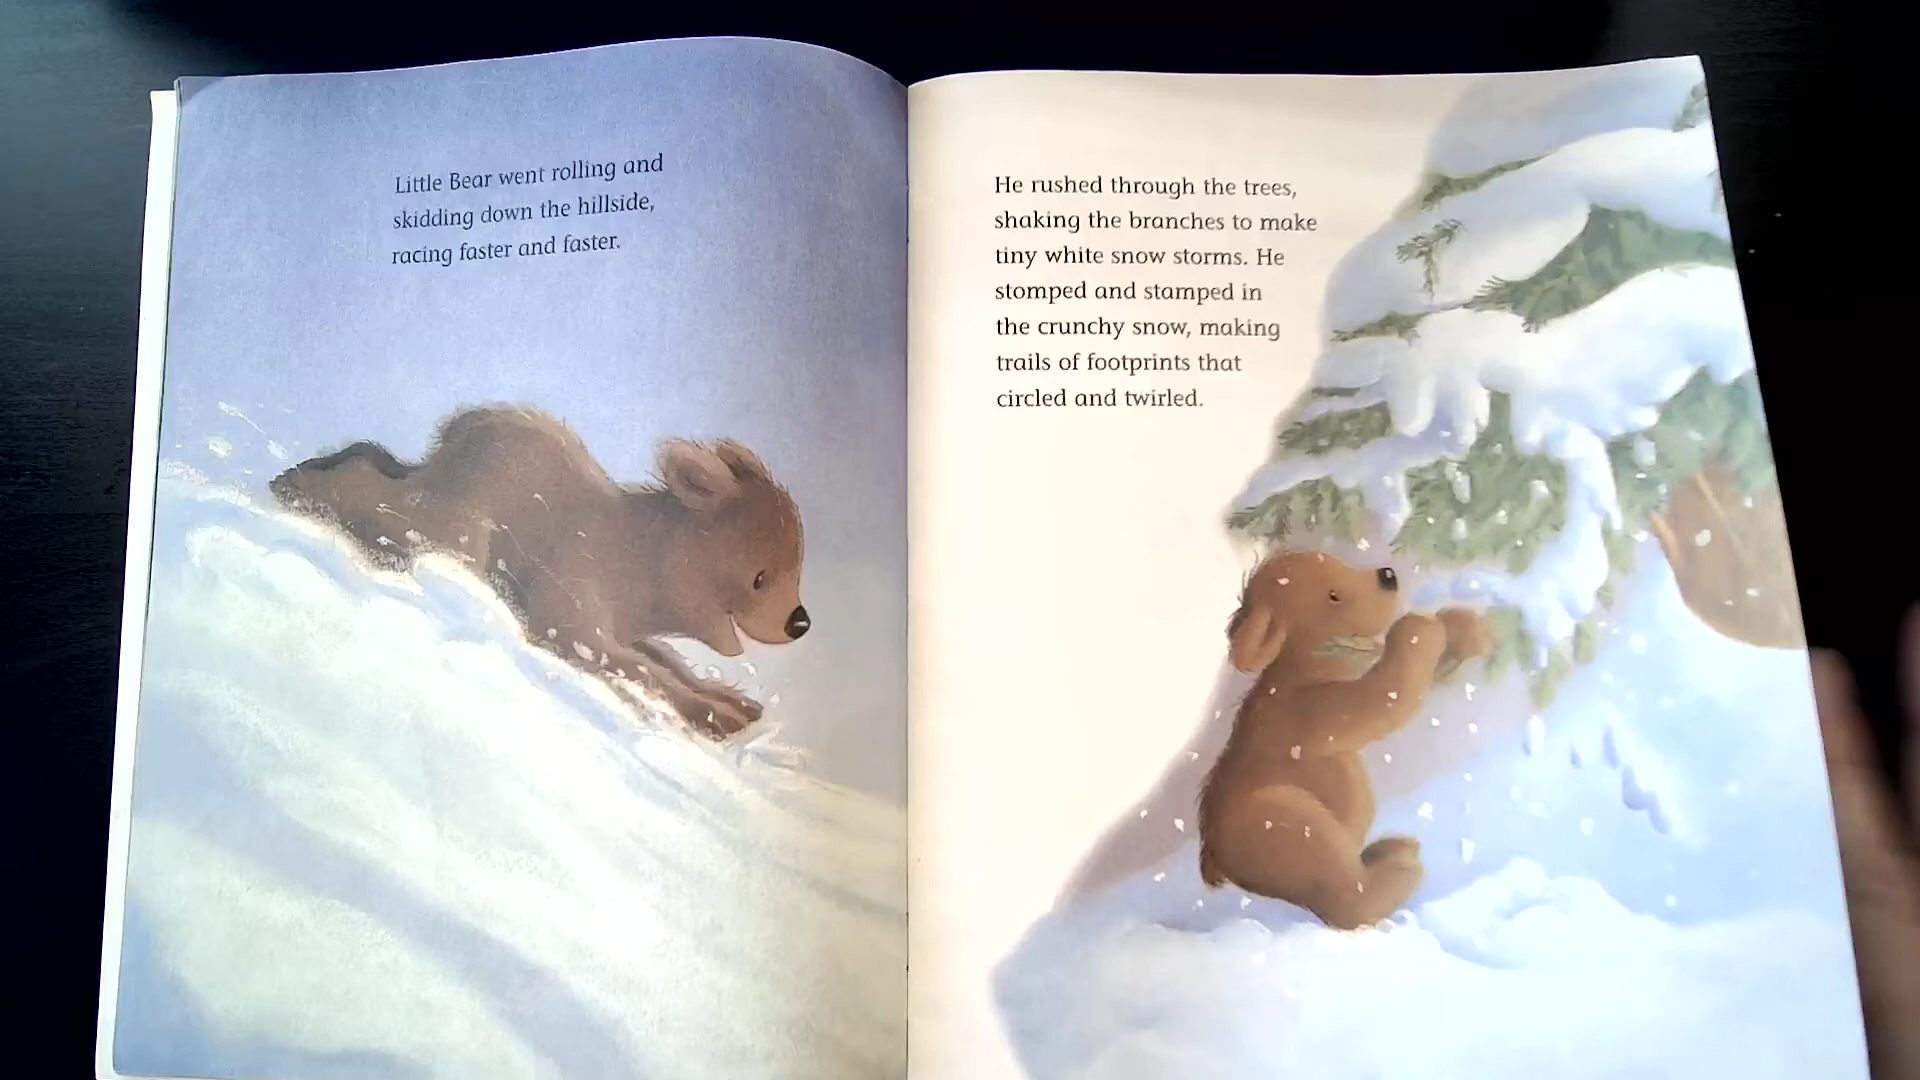 Little Bear went rolling and
skidding down the hillside,
racing faster and faster.
He rushed through the trees,
shaking the branches to make
tiny white snow storms. He
stomped and stamped in
the crunchy snow, making
trails of footprints that
circled and twirled.